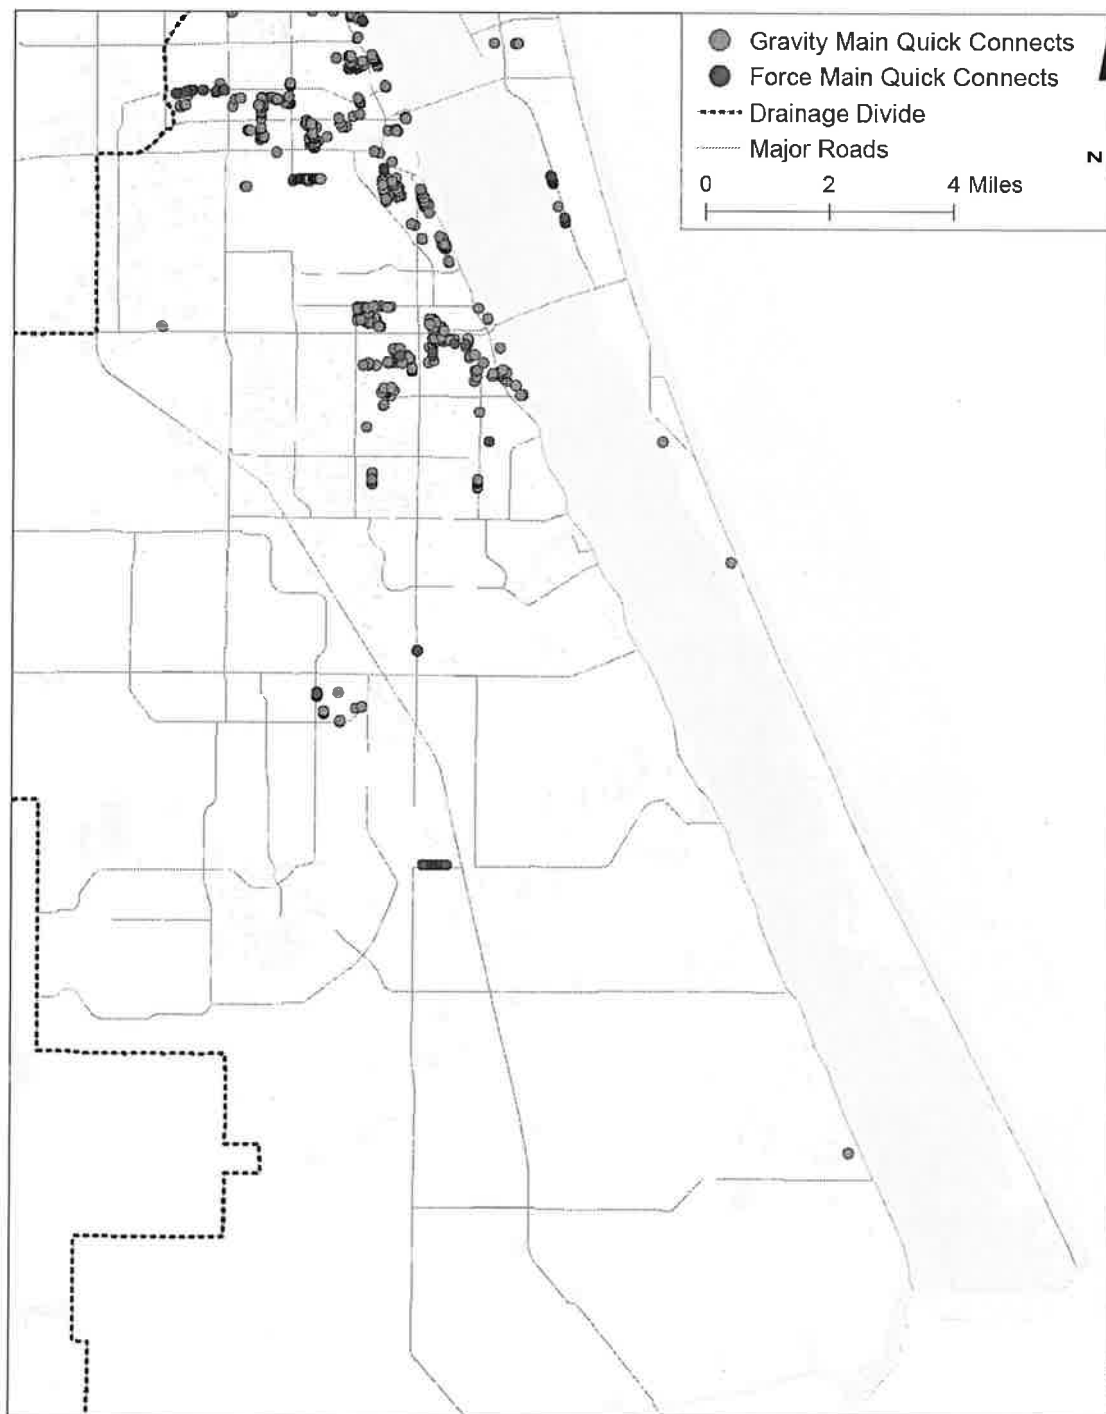 Gravity Main Quick Connects
Force Main Quick Connects
Drainage Divide
Major Roads
N
0 2 4 Miles